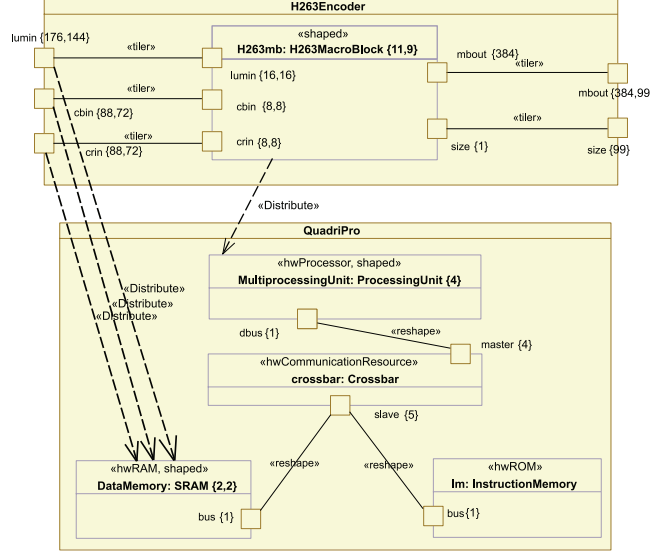 H263Encoder
lumin {176,144}
«tiler»
«shaped»
H263mb: H263MacroBlock {11,9}
lumin {16,16}
mbout {384}
«tiler»
mbout {384,99
«tiler»
cbin {88,72}
cbin {8,8}
«tiler»
crin {88,72}
crin {8,8}
«tiler»
size {1}
size {99}
«Distribute»
QuadriPro
«hwProcessor, shaped»
MultiprocessingUnit: ProcessingUnit {4}
«Distribute»
«Distribute»
«Distribute»
dbus {1}
«reshape»
master {4}
«hwCommunicationResource»
crossbar: Crossbar
slave {5}
«reshape»
«reshape»
«hwRAM, shaped»
DataMemory: SRAM {2,2}
bus {1}
«hwROM»
Im: InstructionMemory
bus{1}